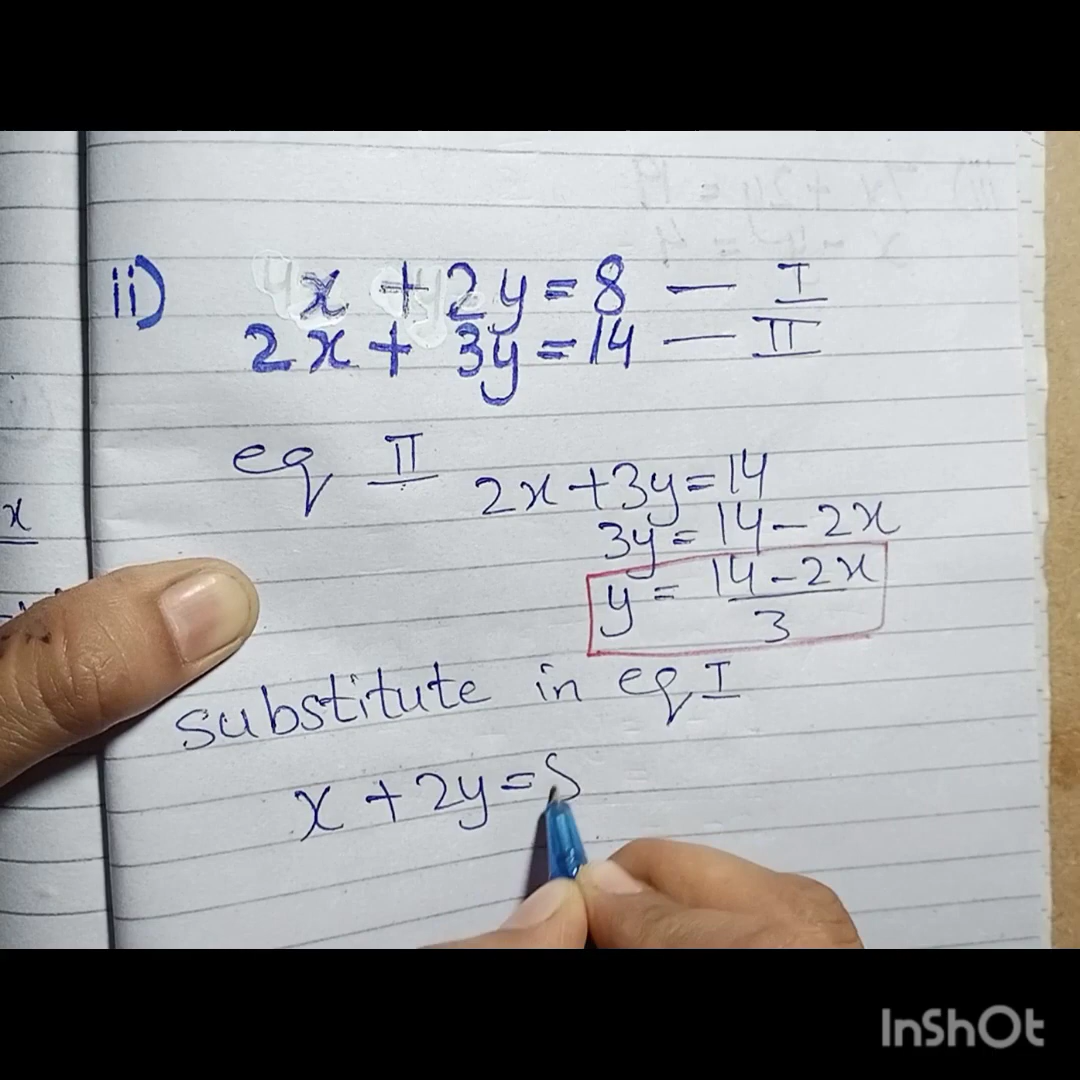 ii) x + 2y = 8 — I
2x + 3y = 14 — II
eq II 2x + 3y = 14
3y = 14 - 2x
y = 14 - 2x
3
substitute in eq I
x + 2y = 8
x
InShOt